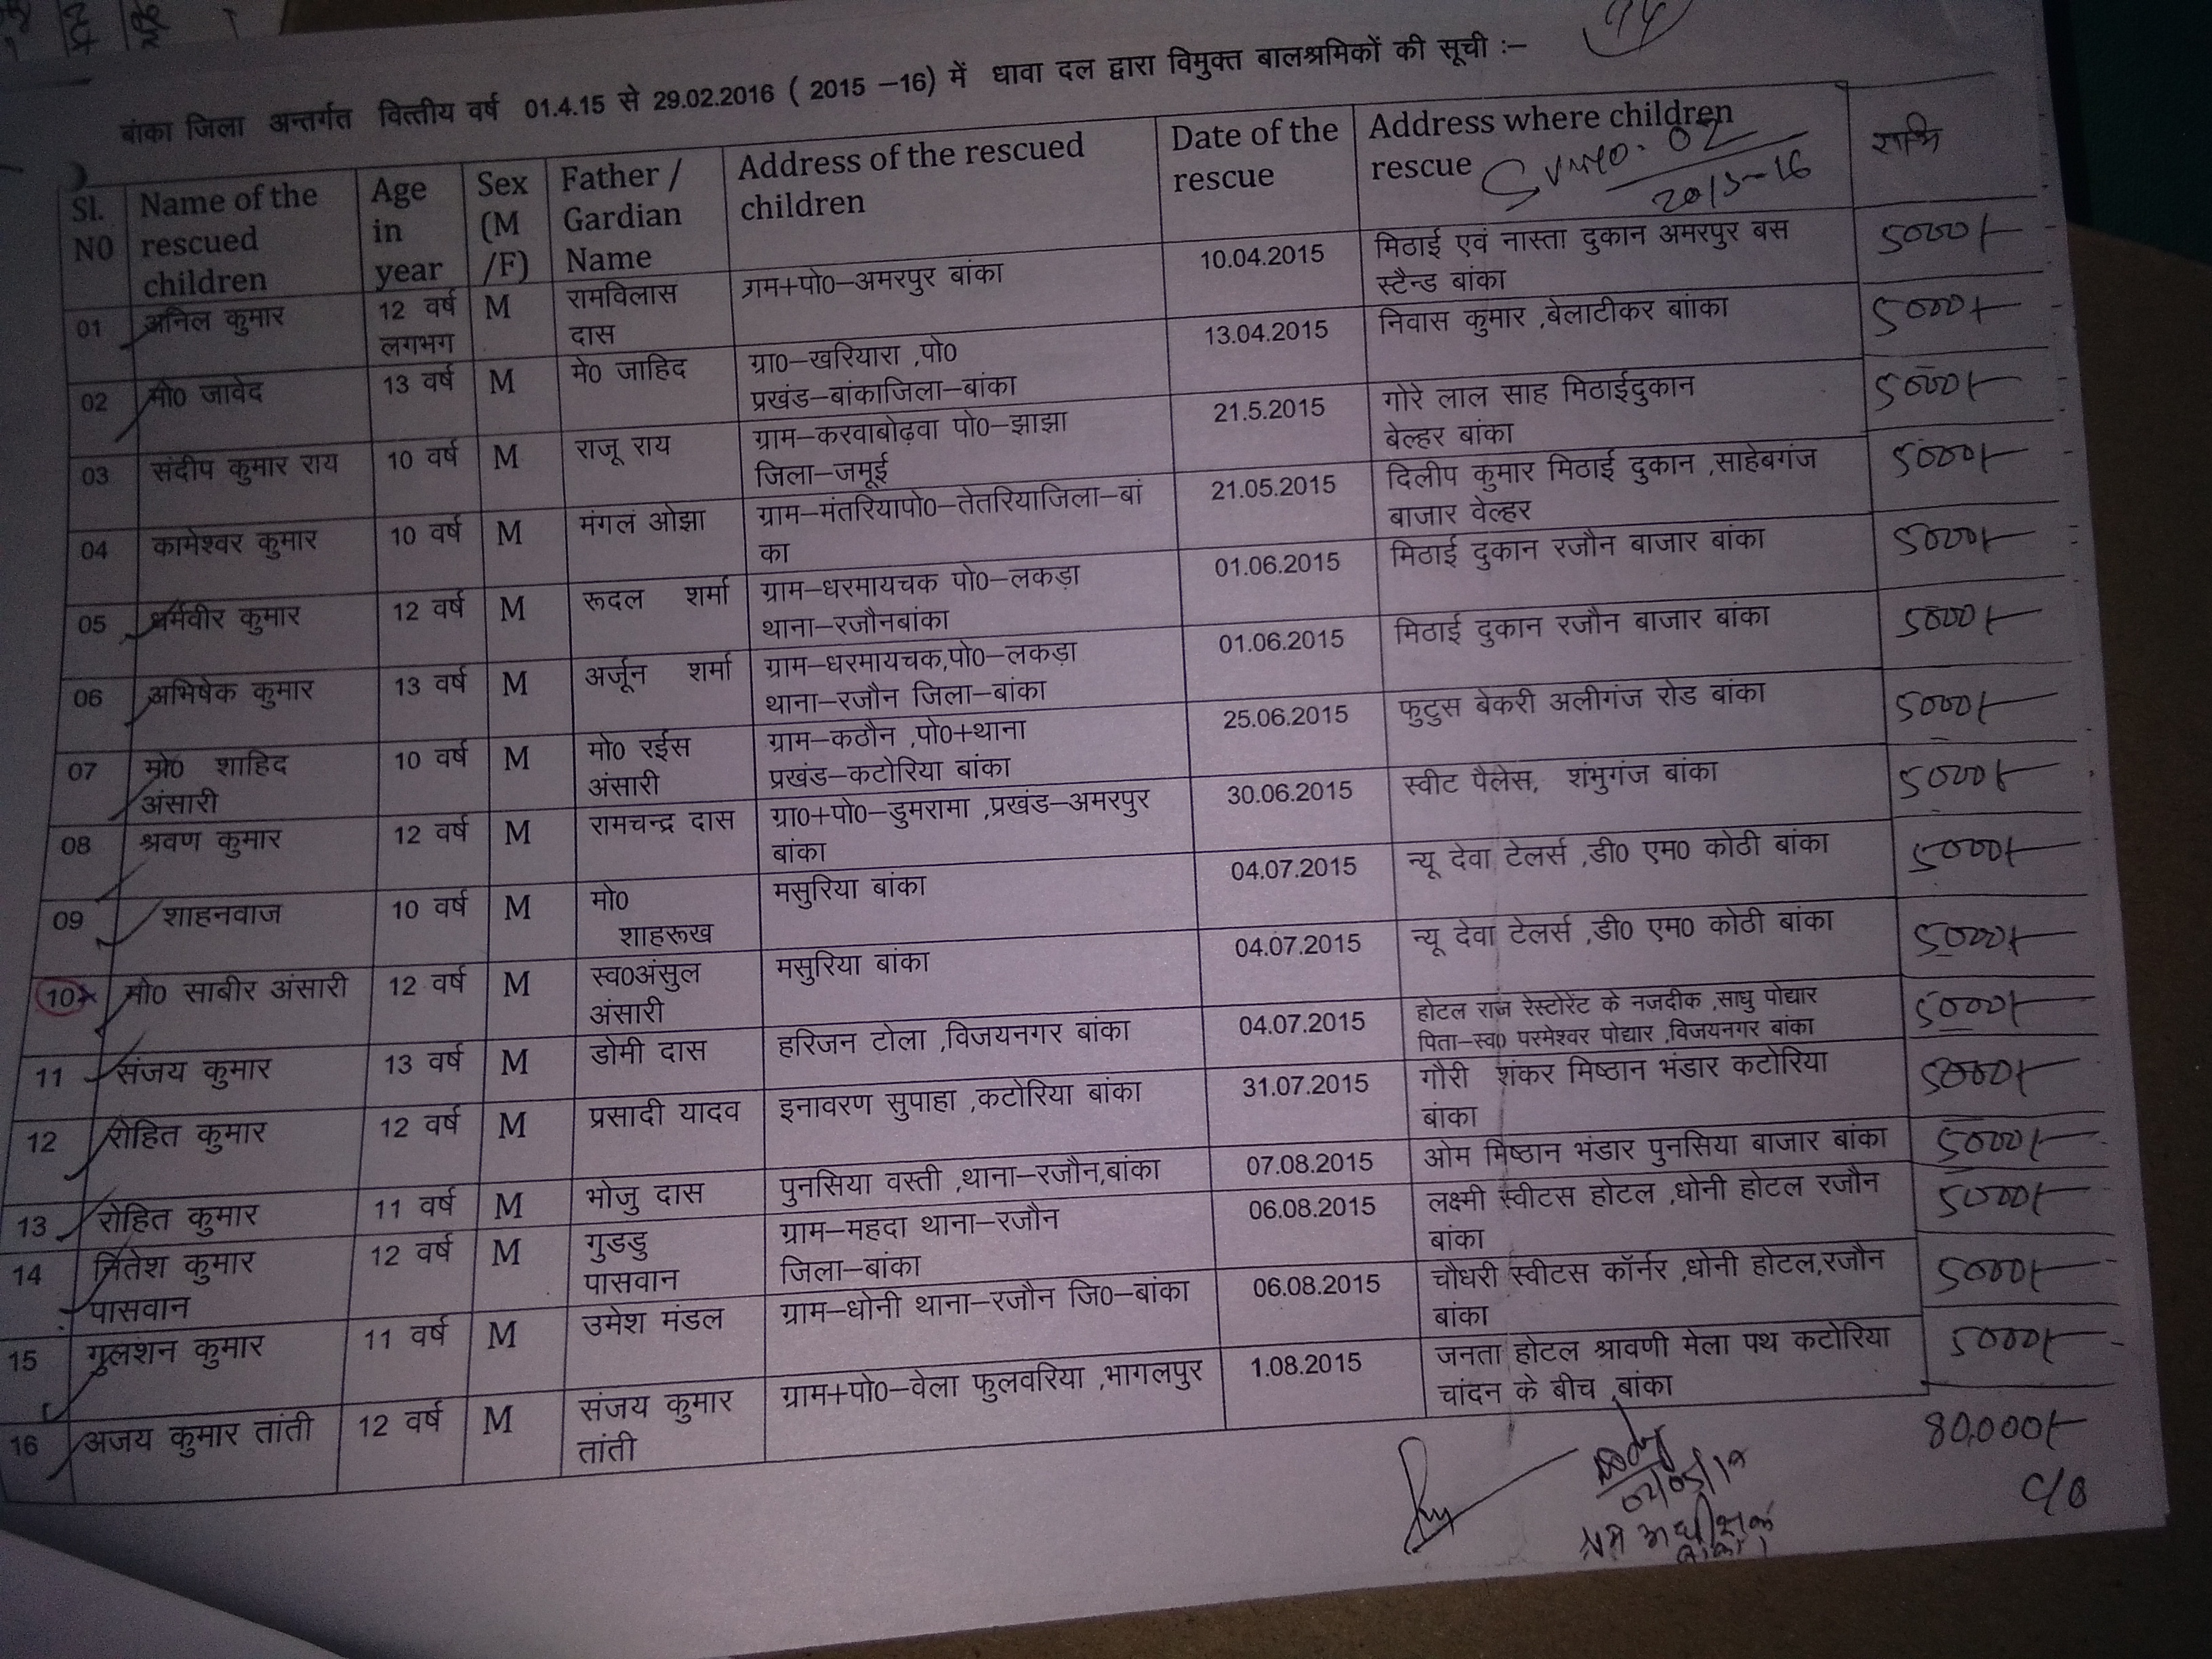 बांका जिला अन्तर्गत वित्तीय वर्ष 01.4.15 से 29.02.2016 ( 2015 –16) में धावा दल द्वारा विमुक्त बालश्रमिकों की सूची :–
Sl. N0 Name of the rescued children Age in year Sex (M /F) Father / Gardian Name Address of the rescued children Date of the rescue Address where children rescue 02 2015-16 राशि
01 अनिल कुमार 12 वर्ष लगभग M रामविलास दास ग्रम+पो0–अमरपुर बांका 10.04.2015 मिठाई एवं नास्ता दुकान अमरपुर बस स्टैन्ड बांका 5000/-
02 मो0 जावेद 13 वर्ष M मे0 जाहिद ग्रा0–खरियारा ,पो0 प्रखंड–बांकाजिला–बांका 13.04.2015 निवास कुमार ,बेलाटीकर बांाका 5000/-
03 संदीप कुमार राय 10 वर्ष M राजू राय ग्राम–करवाबोढ़वा पो0–झाझा जिला–जमूई 21.5.2015 गोरे लाल साह मिठाईदुकान बेल्हर बांका 5000/-
04 कामेश्वर कुमार 10 वर्ष M मंगल ओझा ग्राम–मंतरियापो0–तेतरियाजिला–बां का 21.05.2015 दिलीप कुमार मिठाई दुकान ,साहेबगंज बाजार वेल्हर 5000/-
05 धर्मवीर कुमार 12 वर्ष M रूदल शर्मा ग्राम–धरमायचक पो0–लकड़ा थाना–रजौनबांका 01.06.2015 मिठाई दुकान रजौन बाजार बांका 5000/-
06 अभिषेक कुमार 13 वर्ष M अर्जून शर्मा ग्राम–धरमायचक,पो0–लकड़ा थाना–रजौन जिला–बांका 01.06.2015 मिठाई दुकान रजौन बाजार बांका 5000/-
07 मो0 शाहिद अंसारी 10 वर्ष M मो0 रईस अंसारी ग्राम–कठौन ,पो0+थाना प्रखंड–कटोरिया बांका 25.06.2015 फुटुस बेकरी अलीगंज रोड बांका 5000/-
08 श्रवण कुमार 12 वर्ष M रामचन्द्र दास ग्रा0+पो0–डुमरामा ,प्रखंड–अमरपुर बांका 30.06.2015 स्वीट पैलेस, शंभुगंज बांका 5000/-
09 शाहनवाज 10 वर्ष M मो0 शाहरूख मसुरिया बांका 04.07.2015 न्यू देवा टेलर्स ,डी0 एम0 कोठी बांका 5000/-
10 मो0 साबीर अंसारी 12 वर्ष M स्व0अंसुल अंसारी मसुरिया बांका 04.07.2015 न्यू देवा टेलर्स ,डी0 एम0 कोठी बांका 5000/-
11 संजय कुमार 13 वर्ष M डोमी दास हरिजन टोला ,विजयनगर बांका 04.07.2015 होटल राज रेस्टोरेंट के नजदीक ,साधु पोद्यार पिता–स्व0 परमेश्वर पोद्यार ,विजयनगर बांका 5000/-
12 रोहित कुमार 12 वर्ष M प्रसादी यादव इनावरण सुपाहा ,कटोरिया बांका 31.07.2015 गौरी शंकर मिष्ठान भंडार कटोरिया बांका 5000/-
13 रोहित कुमार 11 वर्ष M भोजु दास पुनसिया वस्ती ,थाना–रजौन,बांका 07.08.2015 ओम मिष्ठान भंडार पुनसिया बाजार बांका 5000/-
14 नितेश कुमार पासवान 12 वर्ष M गुडडु पासवान ग्राम–महदा थाना–रजौन जिला–बांका 06.08.2015 लक्ष्मी स्वीटस होटल ,धोनी होटल रजौन बांका 5000/-
15 गुलशन कुमार 11 वर्ष M उमेश मंडल ग्राम–धोनी थाना–रजौन जि0–बांका 06.08.2015 चौधरी स्वीटस कॉर्नर ,धोनी होटल,रजौन बांका 5000/-
16 अजय कुमार तांती 12 वर्ष M संजय कुमार तांती ग्राम+पो0–वेला फुलवरिया ,भागलपुर 1.08.2015 जनता होटल श्रावणी मेला पथ कटोरिया चांदन के बीच ,बांका 5000/-
80,000/-
श्रम अधीक्षक
बांका।